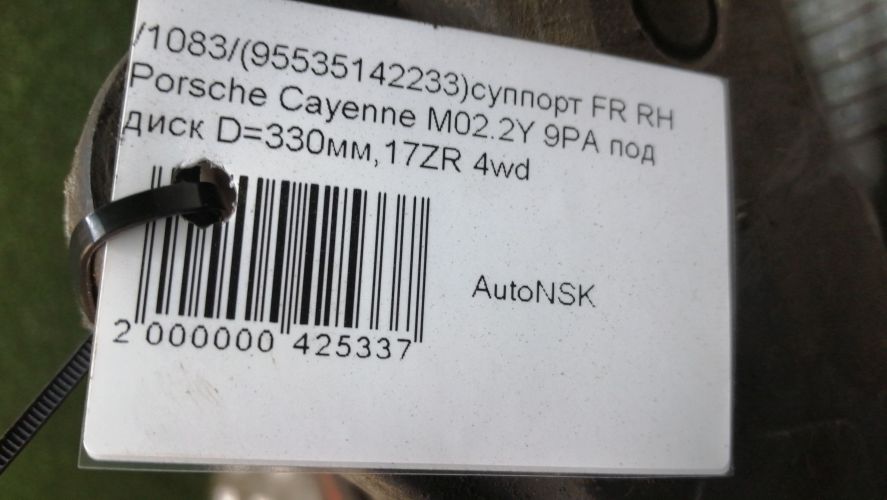 /1083/(95535142233)суппорт FR RH
Porsche Cayenne M02.2Y 9PA под
диск D=330мм,17ZR 4wd
AutoNSK
2 000000 425337